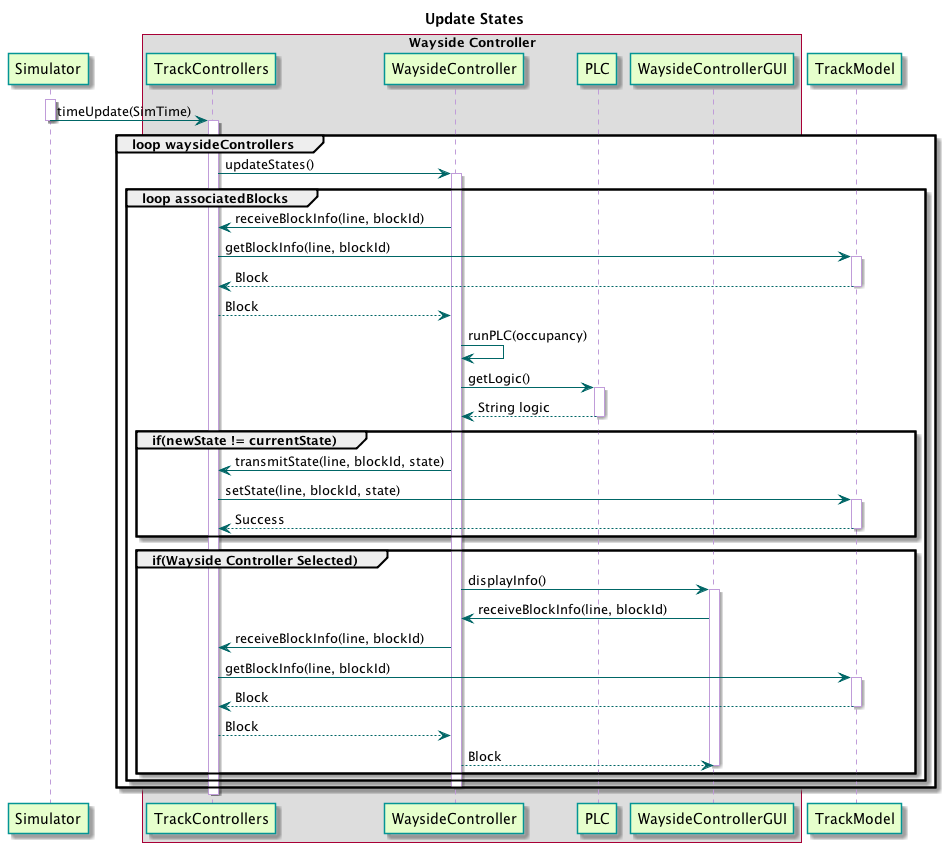 Update States
Wayside Controller
Simulator TrackControllers WaysideController PLC WaysideControllerGUI TrackModel
timeUpdate(SimTime)
loop waysideControllers
updateStates()
loop associatedBlocks
receiveBlockInfo(line, blockId)
getBlockInfo(line, blockId)
Block
Block
runPLC(occupancy)
getLogic()
String logic
if(newState != currentState)
transmitState(line, blockId, state)
setState(line, blockId, state)
Success
if(Wayside Controller Selected)
displayInfo()
receiveBlockInfo(line, blockId)
receiveBlockInfo(line, blockId)
getBlockInfo(line, blockId)
Block
Block
Block
Simulator TrackControllers WaysideController PLC WaysideControllerGUI TrackModel